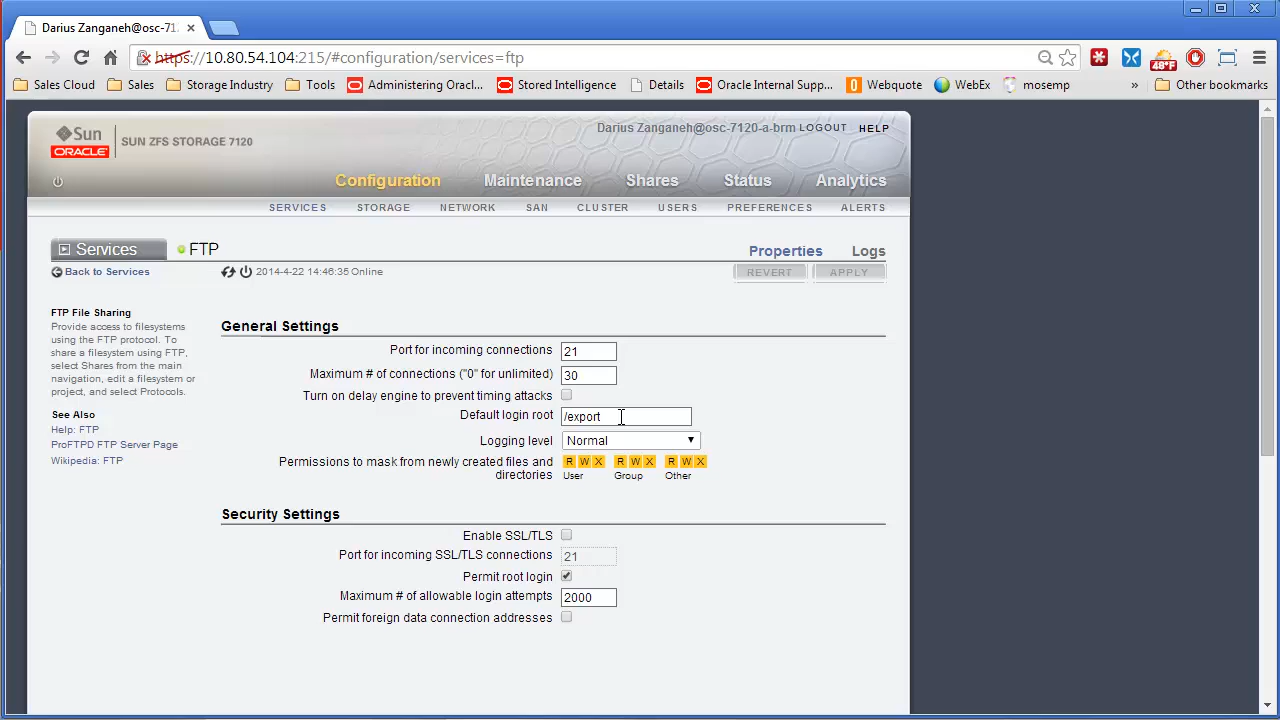 Darius Zanganeh@osc-712
https://10.80.54.104:215/#configuration/services=ftp
48°F
Sales Cloud Sales Storage Industry Tools Administering Oracl... Stored Intelligence Details Oracle Internal Supp... Webquote WebEx mosemp » Other bookmarks
Sun
ORACLE
SUN ZFS STORAGE 7120
Darius Zanganeh@osc-7120-a-brm LOGOUT HELP
Configuration Maintenance Shares Status Analytics
SERVICES STORAGE NETWORK SAN CLUSTER USERS PREFERENCES ALERTS
Services FTP Properties Logs
Back to Services 2014-4-22 14:46:35 Online REVERT APPLY
FTP File Sharing
Provide access to filesystems
using the FTP protocol. To
share a filesystem using FTP,
select Shares from the main
navigation, edit a filesystem or
project, and select Protocols.
See Also
Help: FTP
ProFTPD FTP Server Page
Wikipedia: FTP
General Settings
Port for incoming connections 21
Maximum # of connections ("0" for unlimited) 30
Turn on delay engine to prevent timing attacks
Default login root /export
Logging level Normal
Permissions to mask from newly created files and R W X R W X R W X
directories User Group Other
Security Settings
Enable SSL/TLS
Port for incoming SSL/TLS connections 21
Permit root login
Maximum # of allowable login attempts 2000
Permit foreign data connection addresses